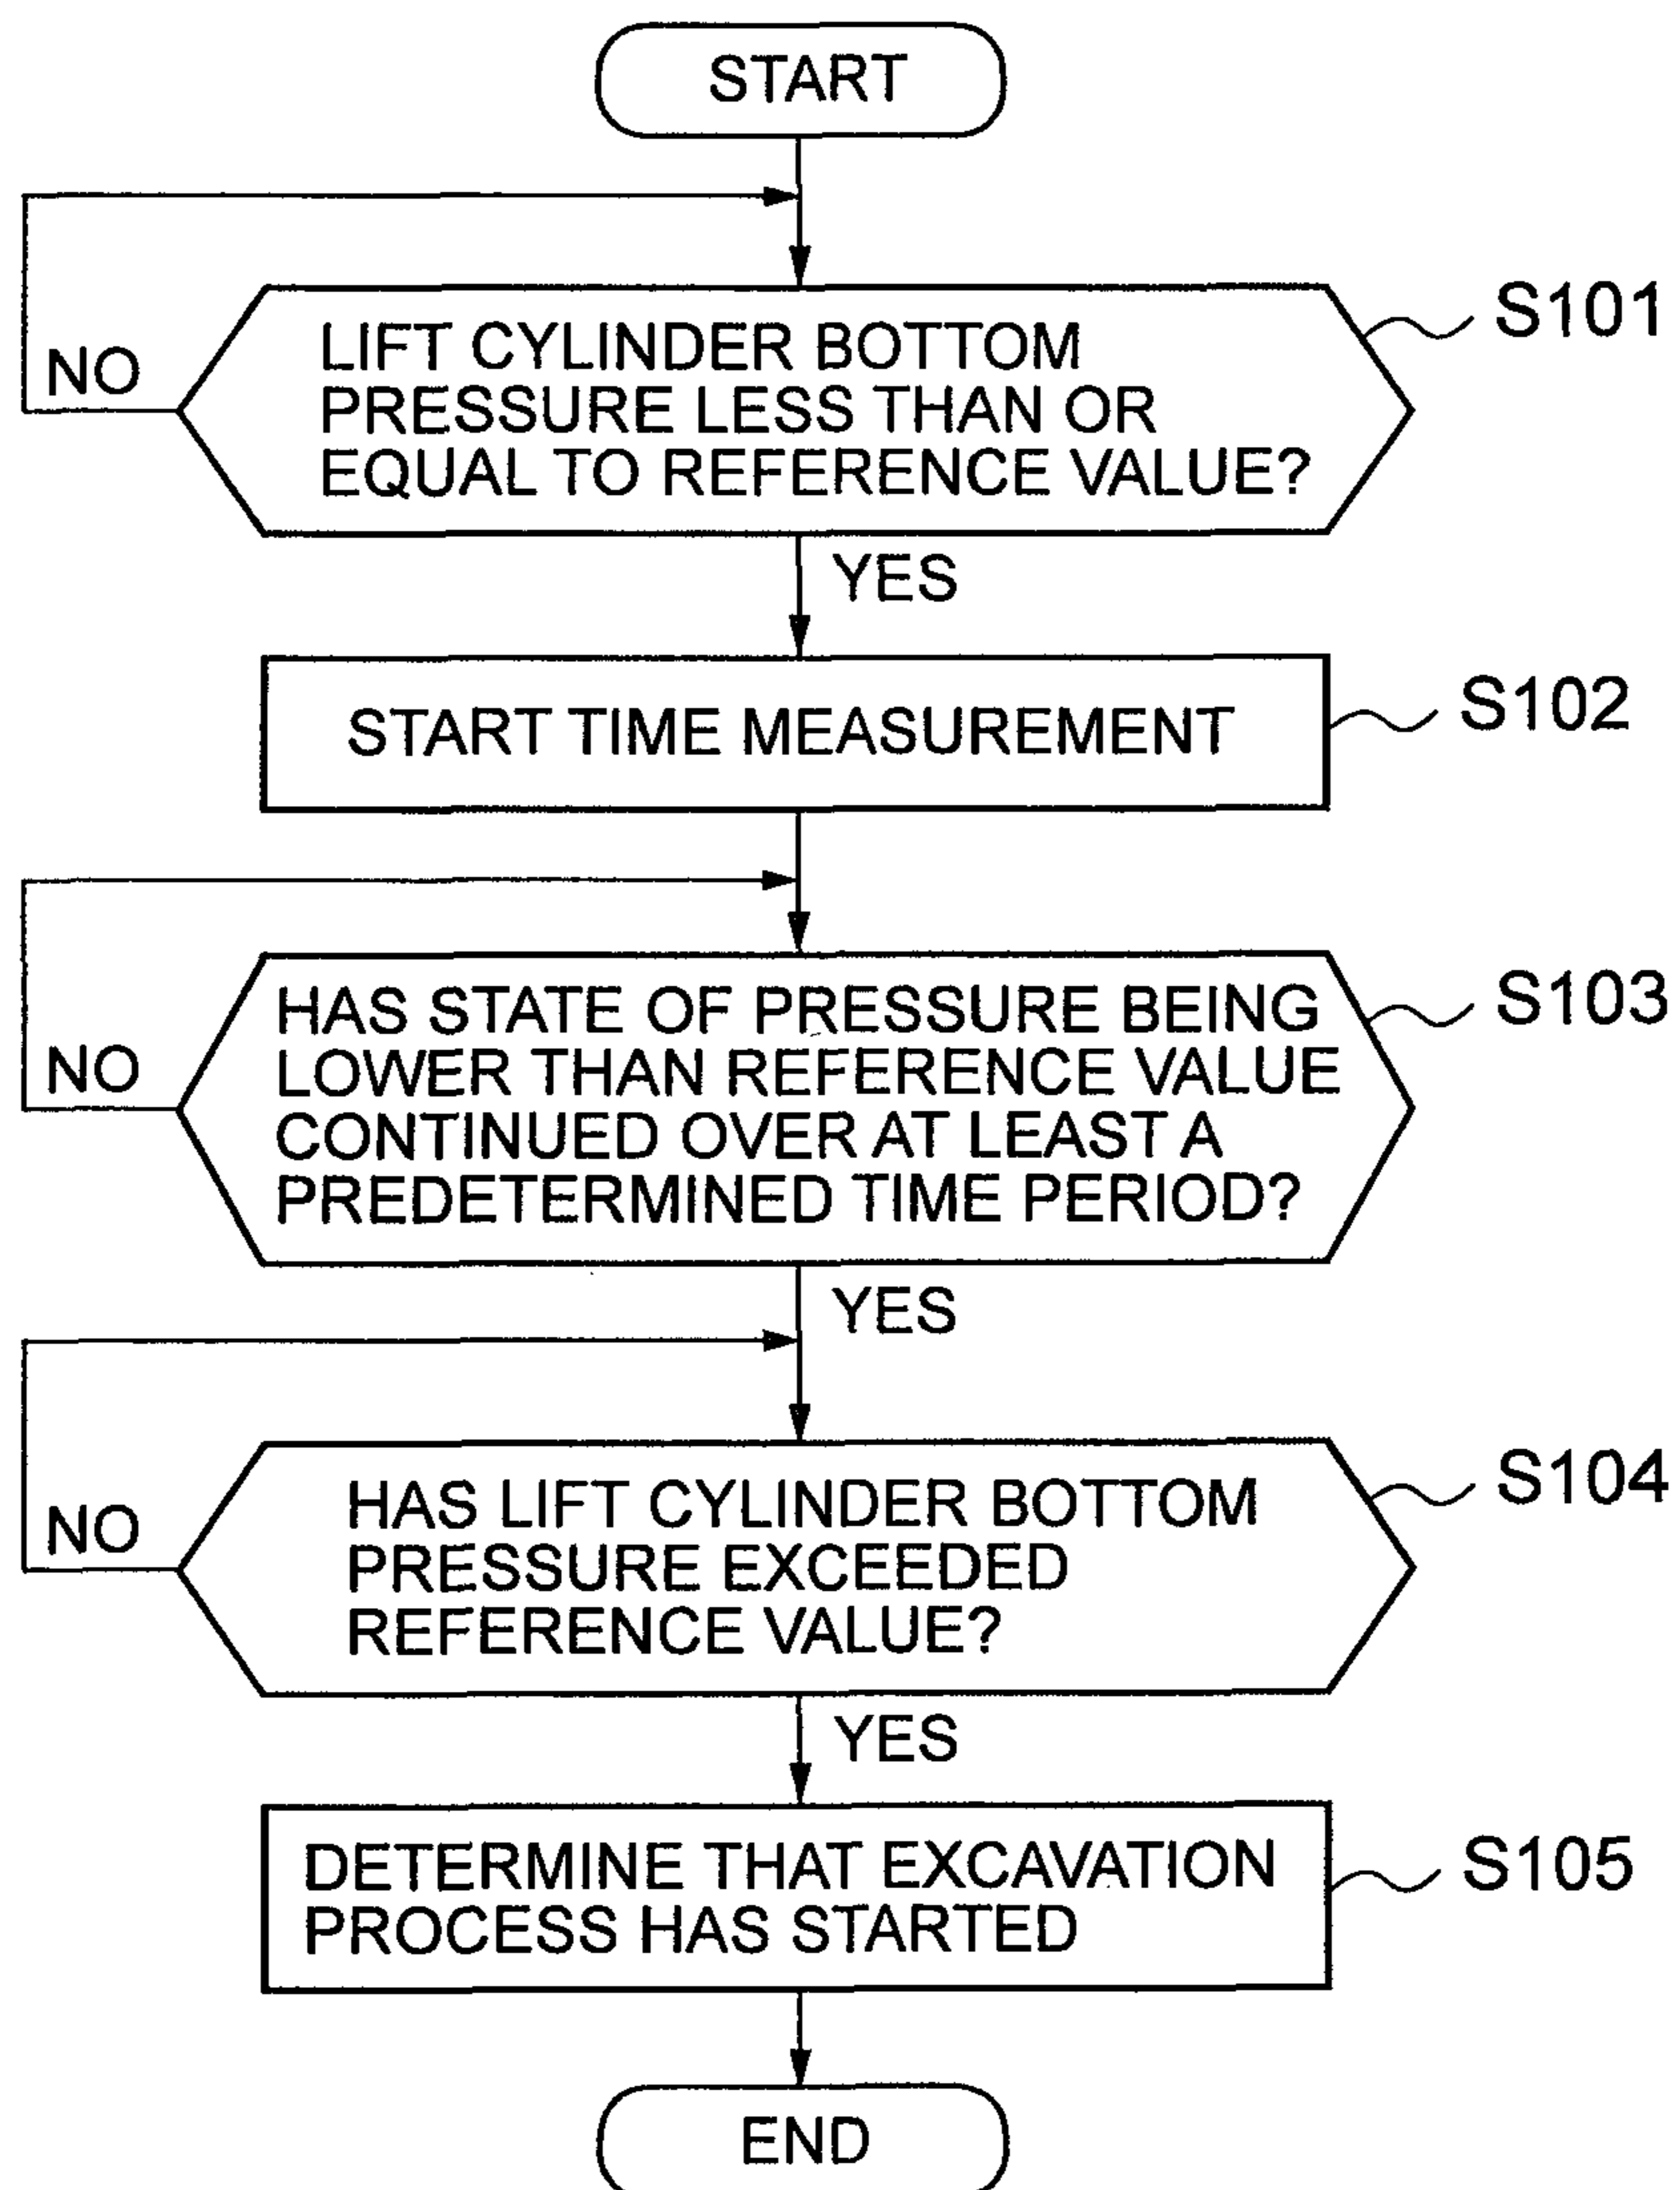 START
LIFT CYLINDER BOTTOM
PRESSURE LESS THAN OR
EQUAL TO REFERENCE VALUE?
S101
NO
YES
START TIME MEASUREMENT
S102
HAS STATE OF PRESSURE BEING
LOWER THAN REFERENCE VALUE
CONTINUED OVER AT LEAST A
PREDETERMINED TIME PERIOD?
S103
NO
YES
HAS LIFT CYLINDER BOTTOM
PRESSURE EXCEEDED
REFERENCE VALUE?
S104
NO
YES
DETERMINE THAT EXCAVATION
PROCESS HAS STARTED
S105
END